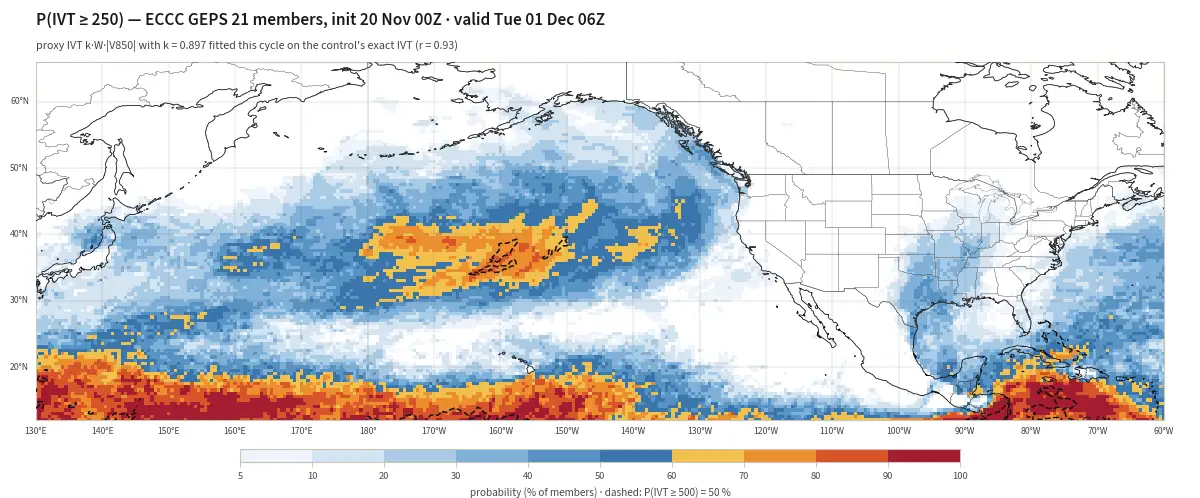 P(IVT ≥ 250) — ECCC GEPS 21 members, init 20 Nov 00Z · valid Tue 01 Dec 06Z
proxy IVT k·W·|V850| with k = 0.897 fitted this cycle on the control's exact IVT (r = 0.93)
60°N
50°N
40°N
30°N
20°N
130°E 140°E 150°E 160°E 170°E 180° 170°W 160°W 150°W 140°W 130°W 120°W 110°W 100°W 90°W 80°W 70°W 60°W
5 10 20 30 40 50 60 70 80 90 100
probability (% of members) · dashed: P(IVT ≥ 500) = 50 %